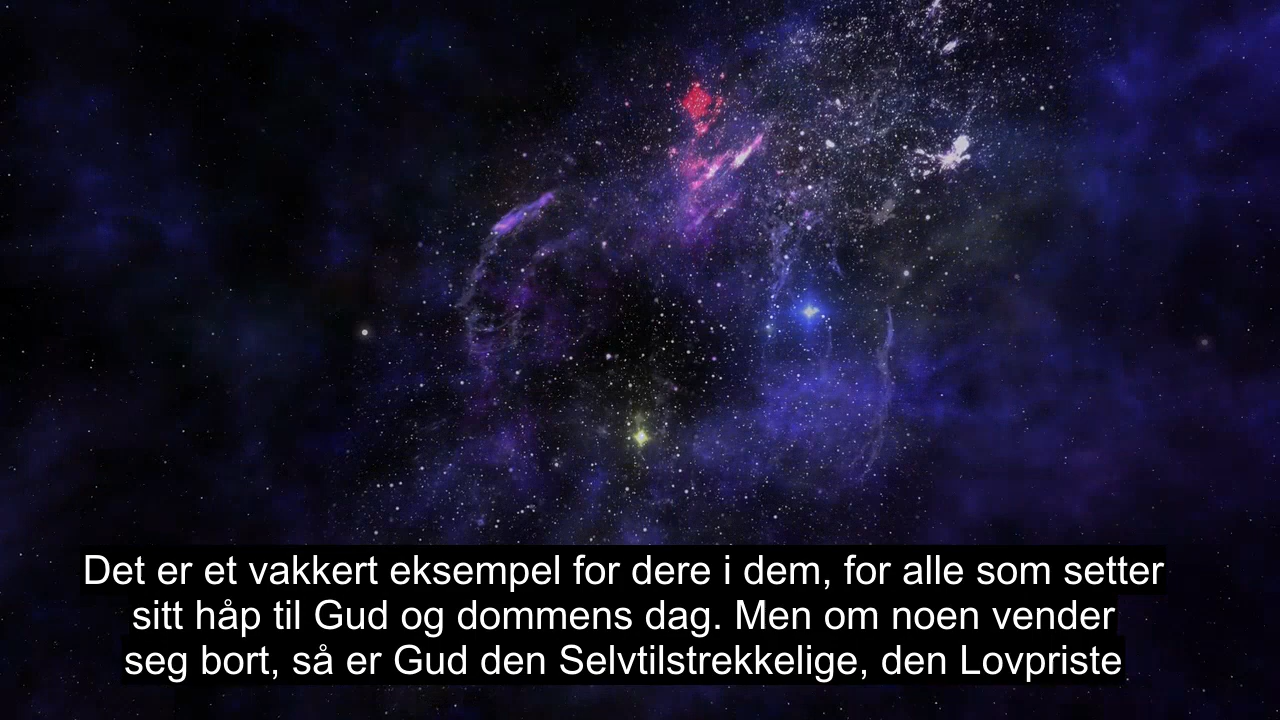 Det er et vakkert eksempel for dere i dem, for alle som setter
sitt håp til Gud og dommens dag. Men om noen vender
seg bort, så er Gud den Selvtilstrekkelige, den Lovpriste